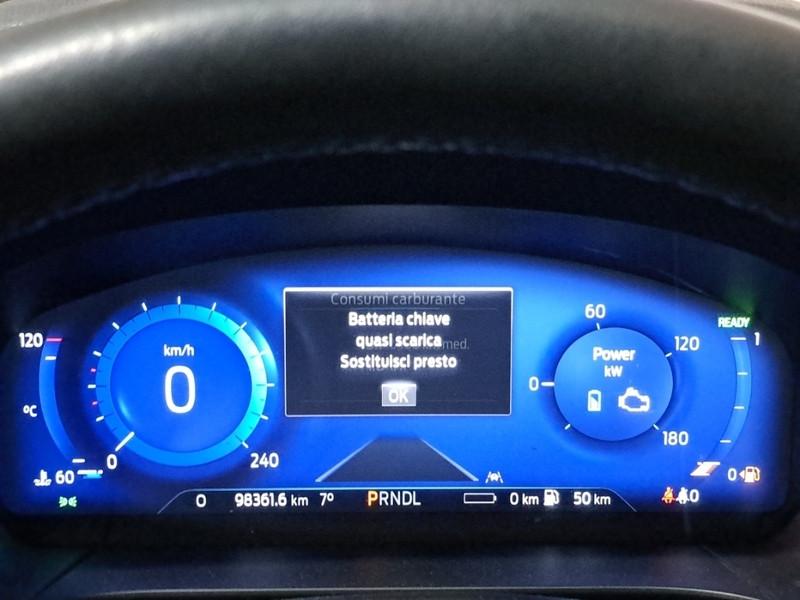 Consumi carburante
Batteria chiave
quasi scarica
Sostituisci presto
med.
OK
120
°C
60
km/h
0
0
240
60
Power
kW
0
120
180
READY
1
0
0 98361.6 km 7° PRNDL 0 km 50 km